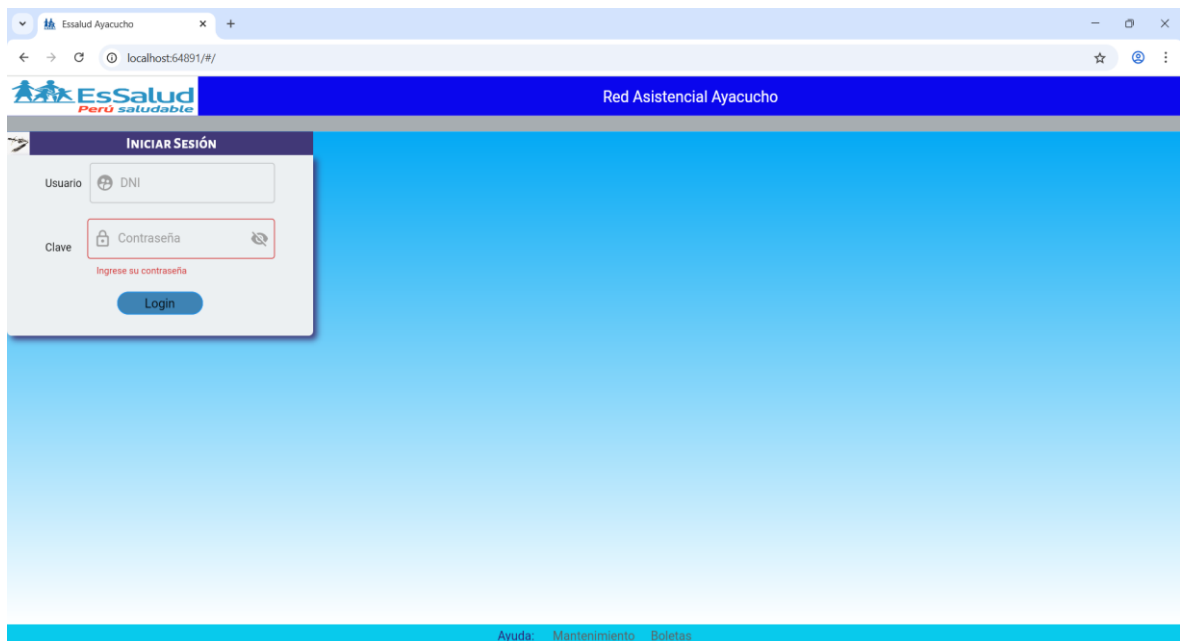 Essalud Ayacucho
localhost:64891/#/
EsSalud
Perú saludable
Red Asistencial Ayacucho
INICIAR SESIÓN
Usuario DNI
Clave Contraseña
Ingrese su contraseña
Login
Ayuda: Mantenimiento Boletas